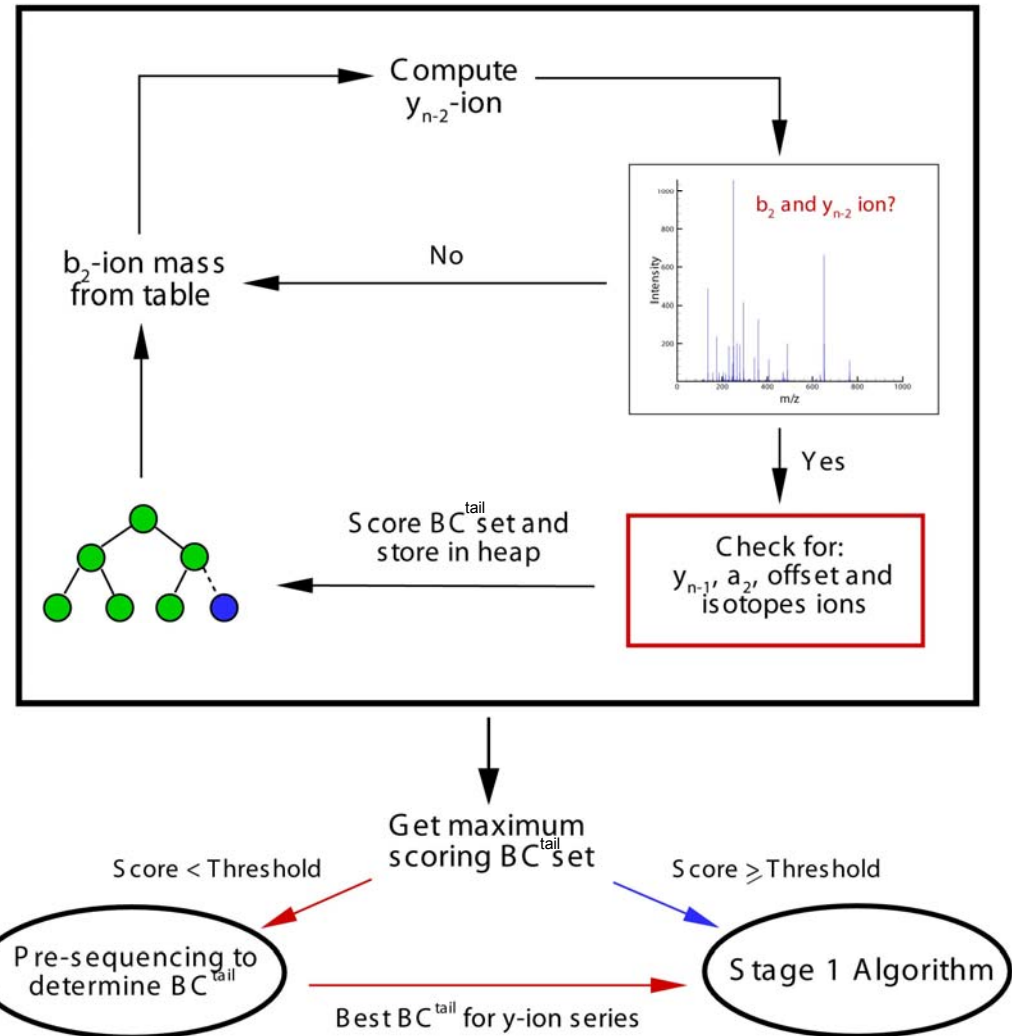 Compute
yₙ₋₂-ion
b₂ and yₙ₋₂ ion?
1000
800
600
400
200
Intensity
0 200 400 600 800 1000
m/z
No
b₂-ion mass
from table
Yes
Score BCᵗᵃⁱˡ set and
store in heap
Check for:
yₙ₋₁, a₂, offset and
isotopes ions
Get maximum
scoring BCᵗᵃⁱˡ set
Score < Threshold
Score ⩾ Threshold
Pre-sequencing to
determine BCᵗᵃⁱˡ
Stage 1 Algorithm
Best BCᵗᵃⁱˡ for y-ion series